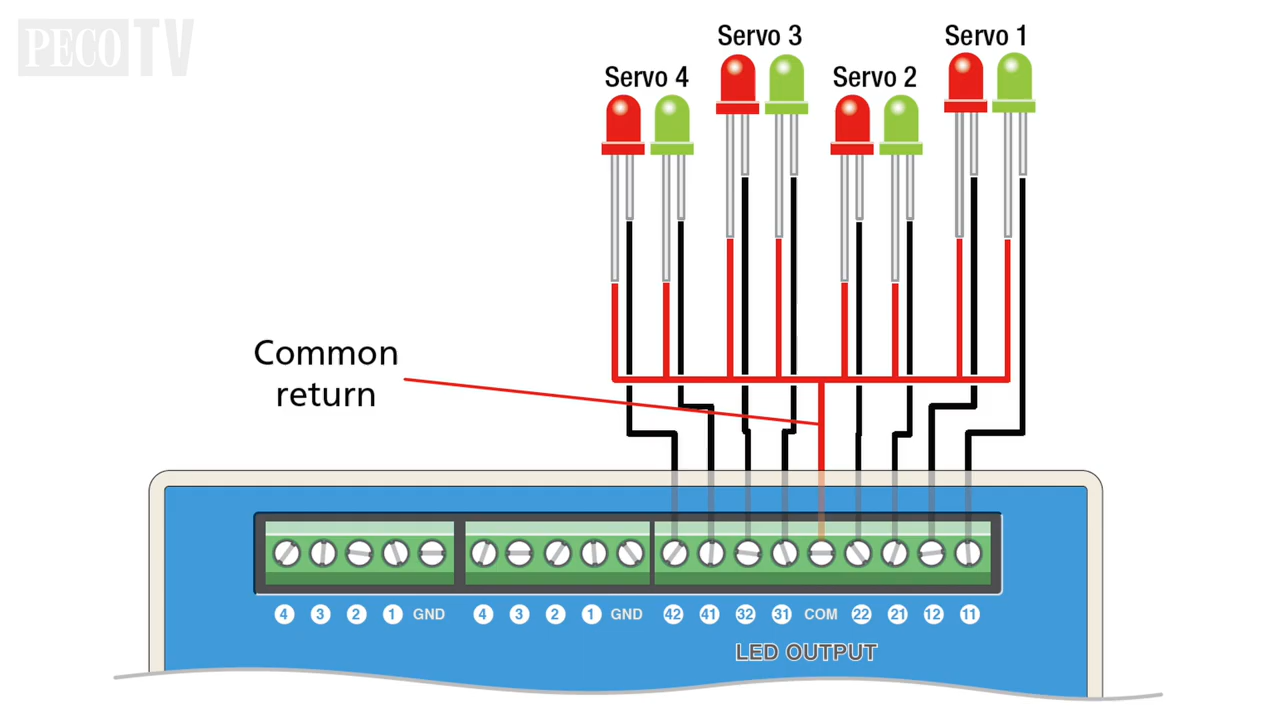 PECO TV
Servo 3
Servo 1
Servo 4
Servo 2
Common
return
4 3 2 1 GND 4 3 2 1 GND 42 41 32 31 COM 22 21 12 11
LED OUTPUT